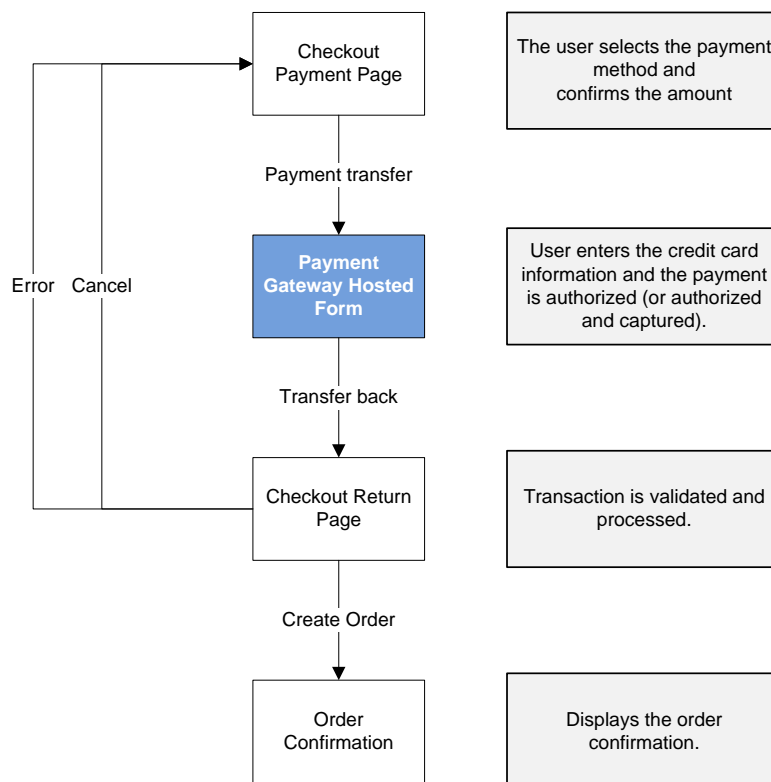 Checkout
Payment Page
The user selects the payment
method and
confirms the amount
Payment transfer
Payment
Gateway Hosted
Form
User enters the credit card
information and the payment
is authorized (or authorized
and captured).
Error
Cancel
Transfer back
Checkout Return
Page
Transaction is validated and
processed.
Create Order
Order
Confirmation
Displays the order
confirmation.